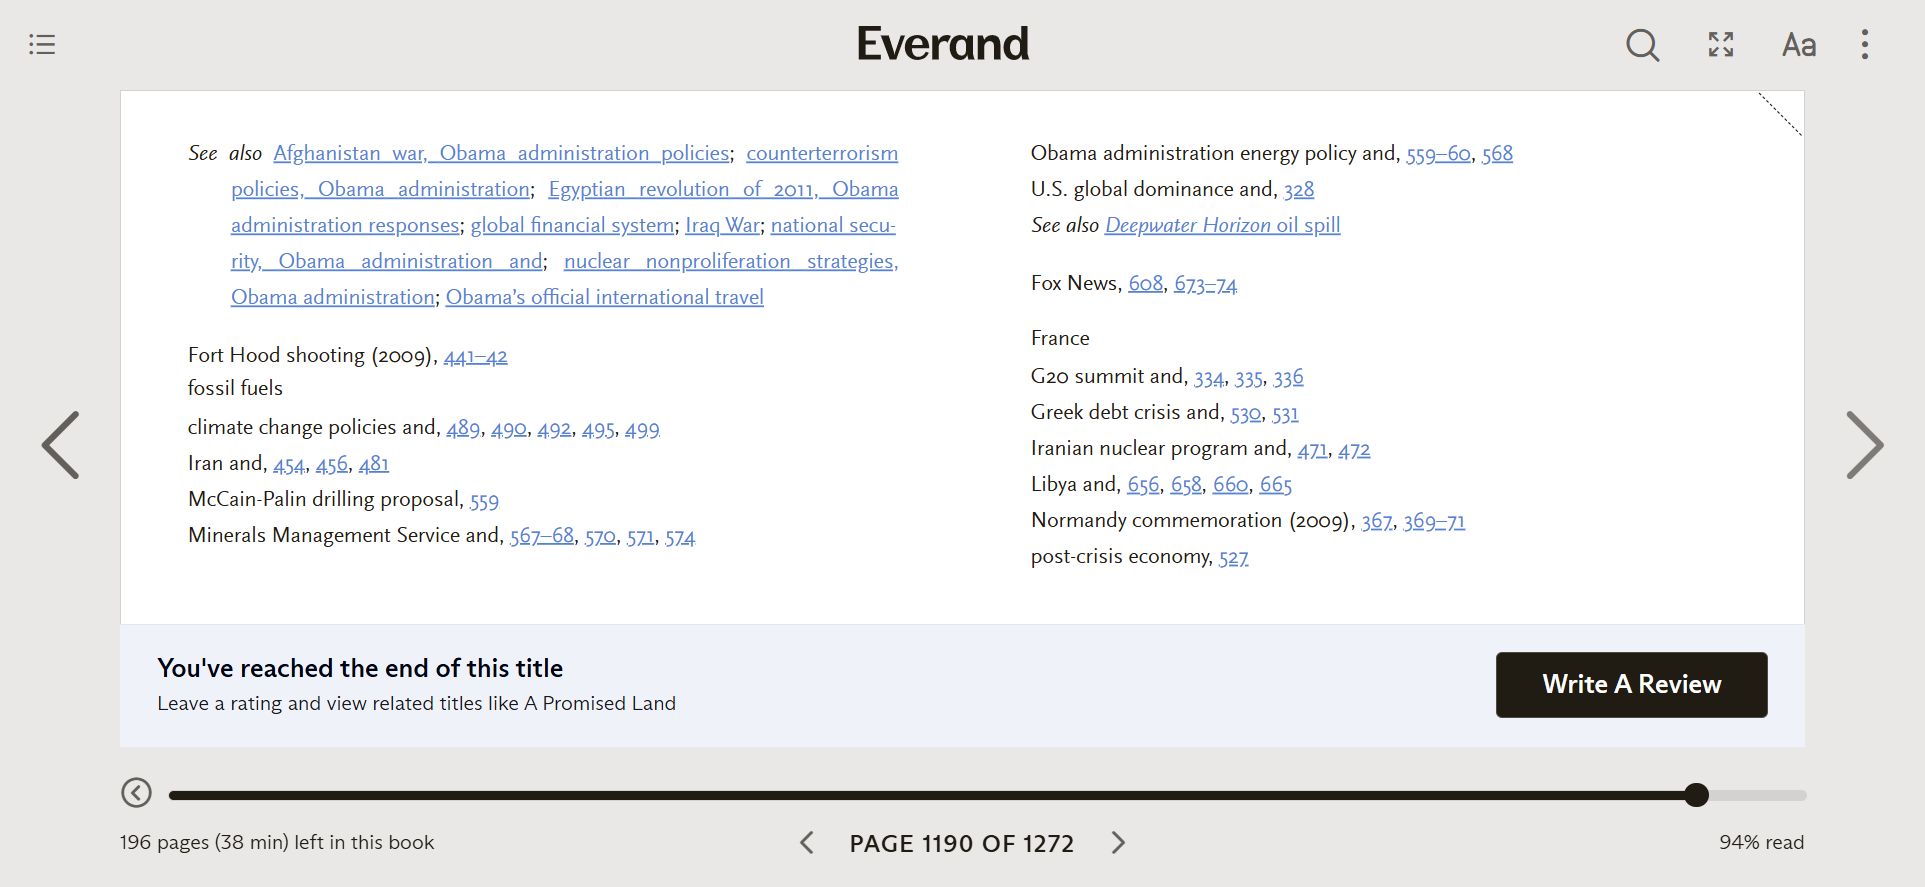 Everand
Aa
See also Afghanistan war, Obama administration policies; counterterrorism
policies, Obama administration; Egyptian revolution of 2011, Obama
administration responses; global financial system; Iraq War; national secu-
rity, Obama administration and; nuclear nonproliferation strategies,
Obama administration; Obama’s official international travel
Fort Hood shooting (2009), 441–42
fossil fuels
climate change policies and, 489, 490, 492, 495, 499
Iran and, 454, 456, 481
McCain-Palin drilling proposal, 559
Minerals Management Service and, 567–68, 570, 571, 574
Obama administration energy policy and, 559–60, 568
U.S. global dominance and, 328
See also Deepwater Horizon oil spill
Fox News, 608, 673–74
France
G20 summit and, 334, 335, 336
Greek debt crisis and, 530, 531
Iranian nuclear program and, 471, 472
Libya and, 656, 658, 660, 665
Normandy commemoration (2009), 367, 369–71
post-crisis economy, 527
You've reached the end of this title
Leave a rating and view related titles like A Promised Land
Write A Review
196 pages (38 min) left in this book
PAGE 1190 OF 1272
94% read